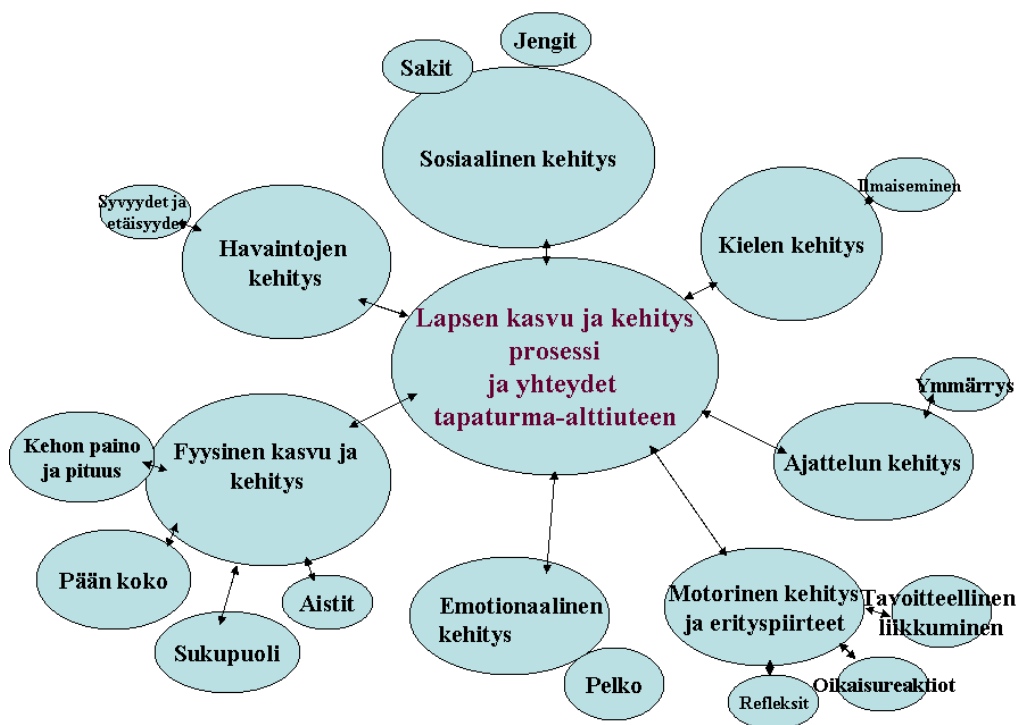 Jengit
Sakit
Sosiaalinen kehitys
Ilmaiseminen
Syvyydet ja
etäisyydet
Kielen kehitys
Havaintojen
kehitys
Lapsen kasvu ja kehitys
prosessi
ja yhteydet
tapaturma-alttiuteen
Ymmärrys
Kehon paino
ja pituus
Fyysinen kasvu ja
kehitys
Ajattelun kehitys
Pään koko
Aistit
Sukupuoli
Emotionaalinen
kehitys
Pelko
Motorinen kehitys
ja erityspiirteet
Tavoitteellinen
liikkuminen
Oikaisureaktiot
Refleksit